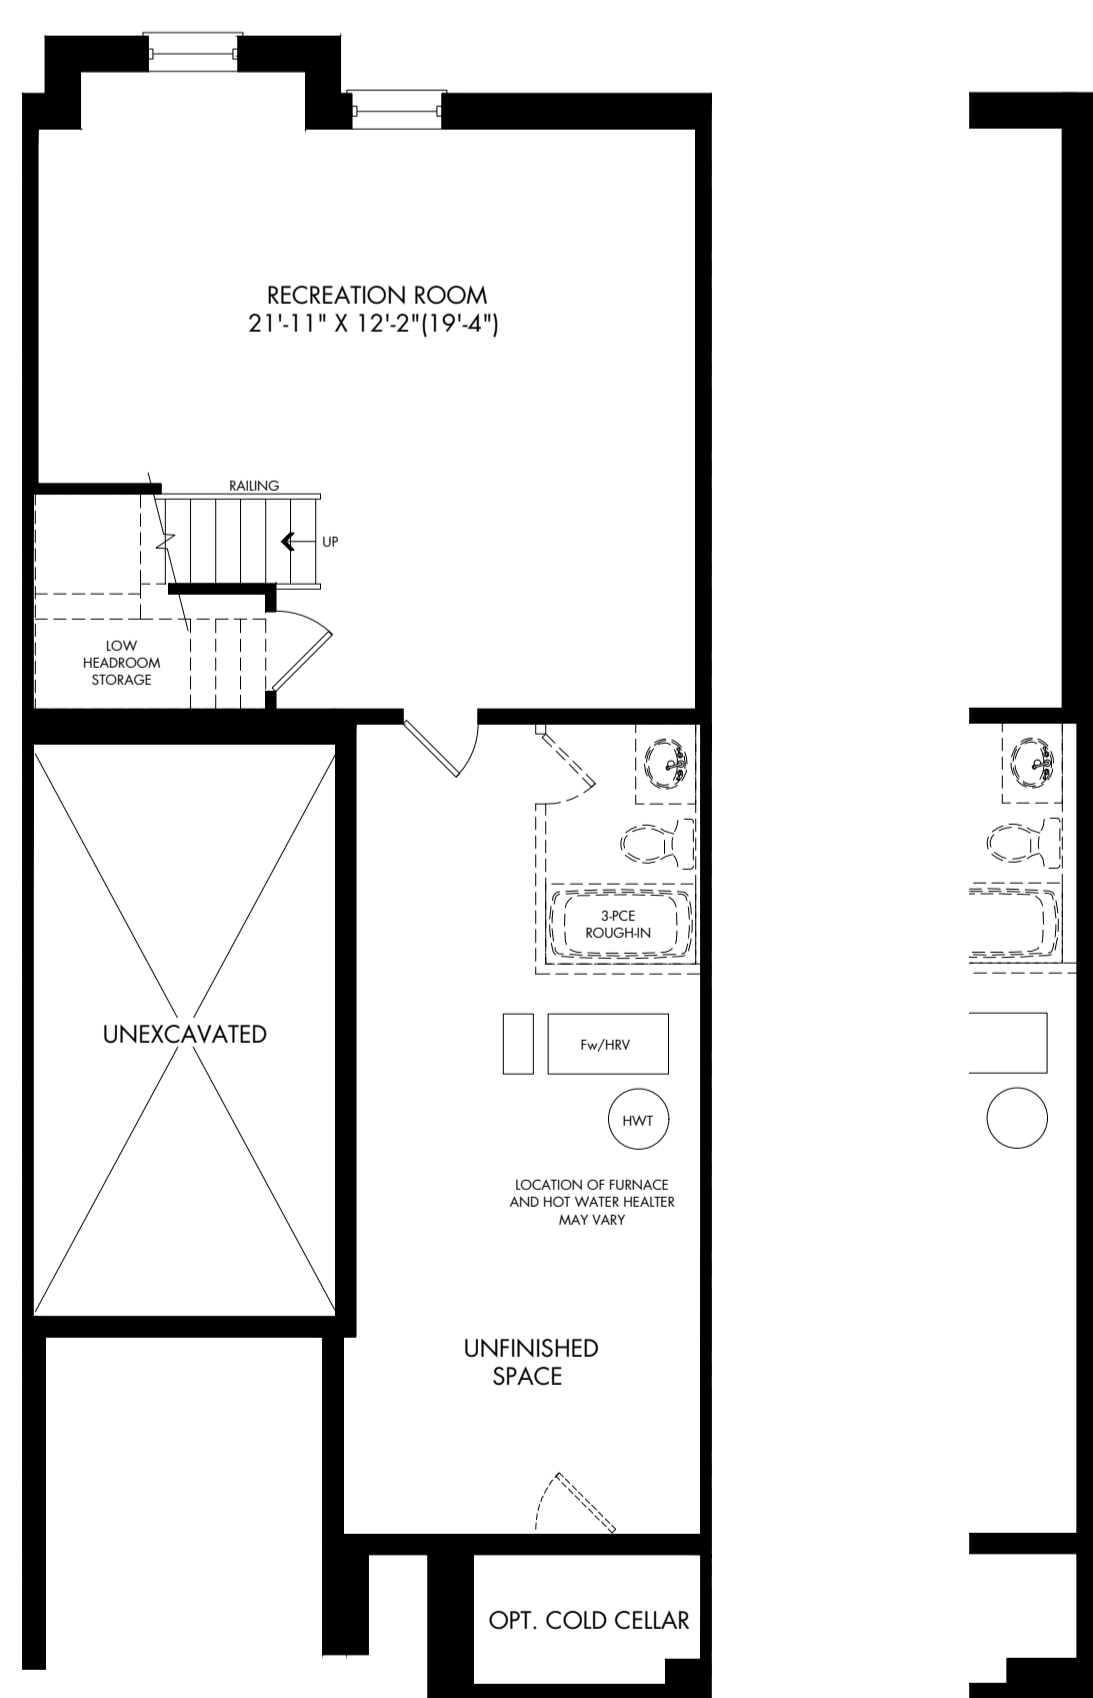 RECREATION ROOM
21'-11" X 12'-2"(19'-4")
RAILING
UP
LOW
HEADROOM
STORAGE
3-PCE
ROUGH-IN
UNEXCAVATED
Fw/HRV
HWT
LOCATION OF FURNACE
AND HOT WATER HEALTER
MAY VARY
UNFINISHED
SPACE
OPT. COLD CELLAR